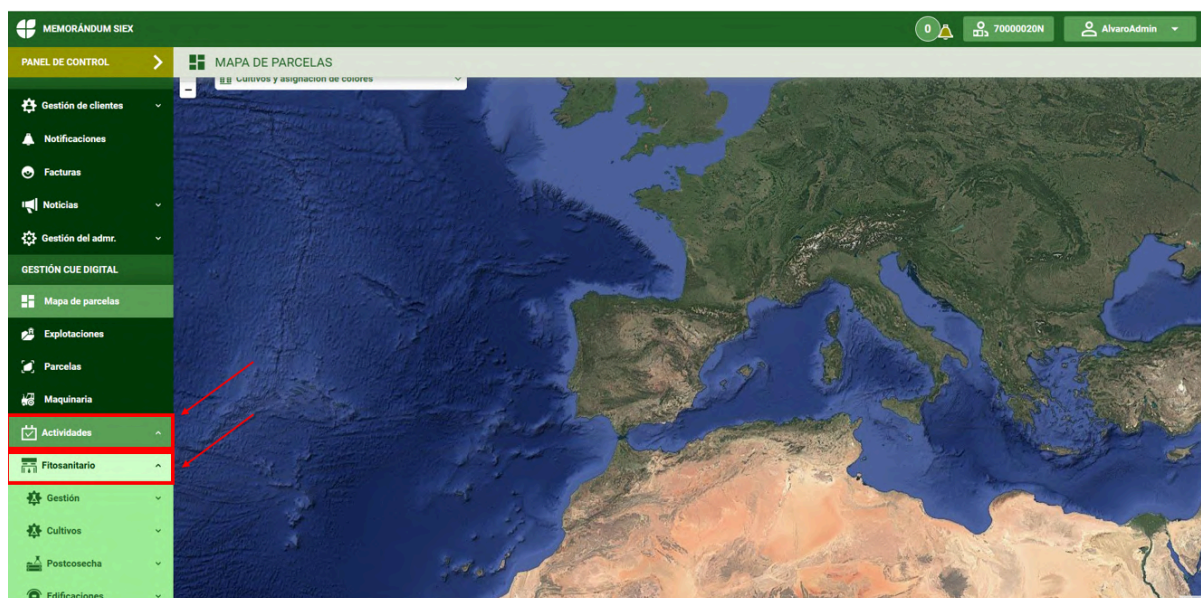 MEMORÁNDUM SIEX
0
70000020N
AlvaroAdmin
PANEL DE CONTROL
MAPA DE PARCELAS
Cultivos y asignación de colores
Gestión de clientes
Notificaciones
Facturas
Noticias
Gestión del admr.
GESTIÓN CUE DIGITAL
Mapa de parcelas
Explotaciones
Parcelas
Maquinaria
Actividades
Fitosanitario
Gestión
Cultivos
Postcosecha
Edificaciones